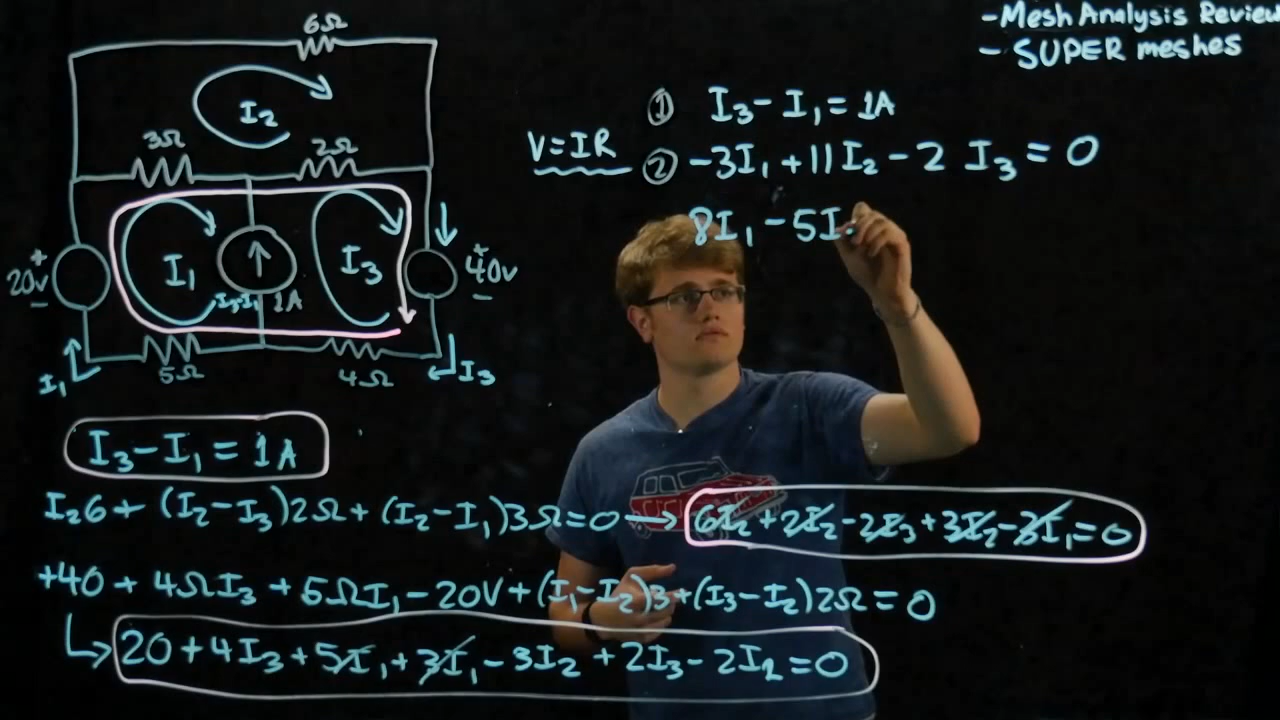 - Mesh Analysis Review
- SUPER meshes
6Ω
I₂
3Ω
2Ω
20v
+
-
I₁
I₃-I₁
1A
I₃
+
-
40v
5Ω
4Ω
I₁
I₃
V=IR
① I₃-I₁=1A
② -3I₁+11I₂-2 I₃=0
8I₁-5I
I₃-I₁=1A
I₂6+(I₂-I₃)2Ω+(I₂-I₁)3Ω=0→6I₂+2I₂-2I₃+3I₂-3I₁=0
+40+4ΩI₃+5ΩI₁-20V+(I₁-I₂)3+(I₃-I₂)2Ω=0
↳20+4I₃+5I₁+3I₁-3I₂+2I₃-2I₂=0